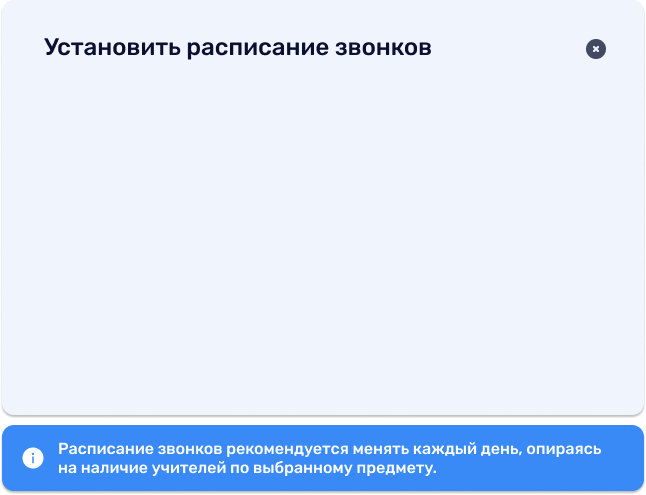 Установить расписание звонков
Расписание звонков рекомендуется менять каждый день, опираясь
на наличие учителей по выбранному предмету.